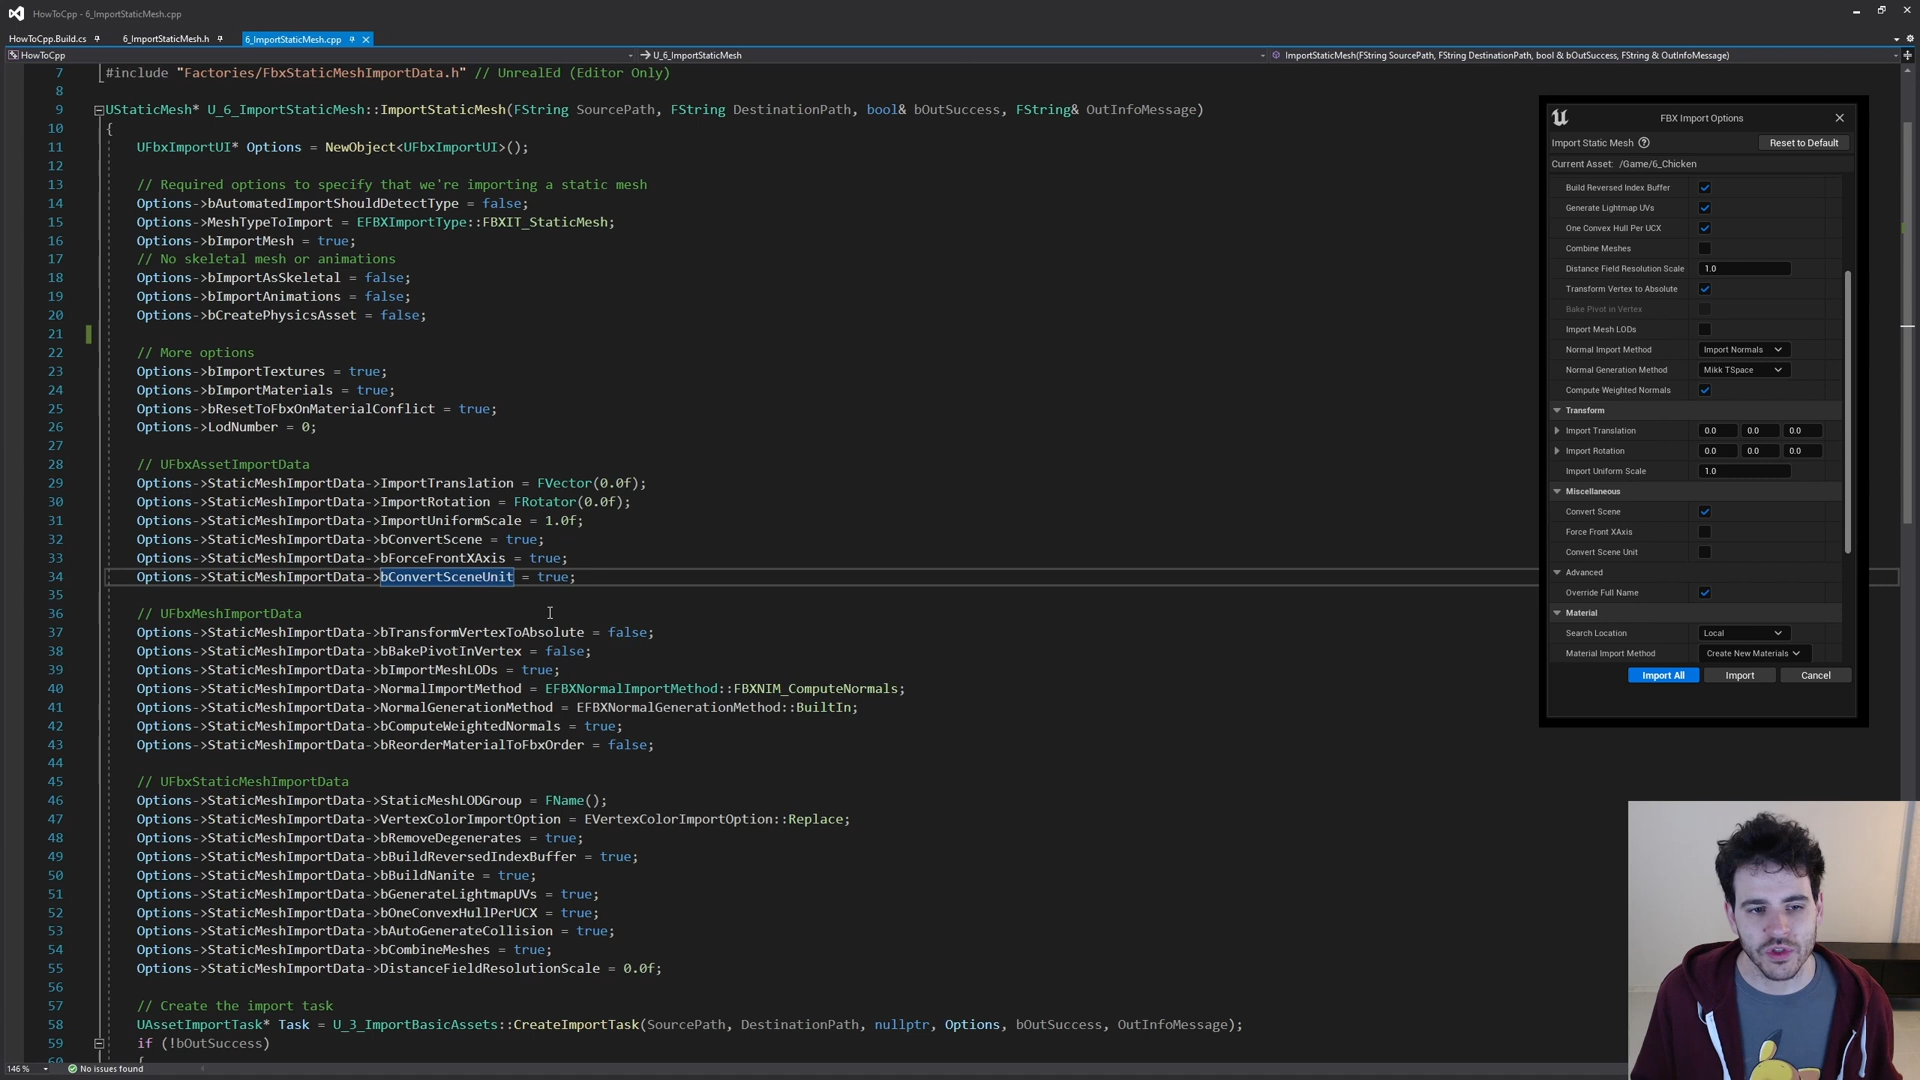 HowToCpp - 6_ImportStaticMesh.cpp
HowToCpp.Build.cs
6_ImportStaticMesh.h
6_ImportStaticMesh.cpp
HowToCpp
U_6_ImportStaticMesh
ImportStaticMesh(FString SourcePath, FString DestinationPath, bool & bOutSuccess, FString & OutInfoMessage)
7 #include "Factories/FbxStaticMeshImportData.h" // UnrealEd (Editor Only)
8
9 UStaticMesh* U_6_ImportStaticMesh::ImportStaticMesh(FString SourcePath, FString DestinationPath, bool& bOutSuccess, FString& OutInfoMessage)
10 {
11 UFbxImportUI* Options = NewObject<UFbxImportUI>();
12
13 // Required options to specify that we're importing a static mesh
14 Options->bAutomatedImportShouldDetectType = false;
15 Options->MeshTypeToImport = EFBXImportType::FBXIT_StaticMesh;
16 Options->bImportMesh = true;
17 // No skeletal mesh or animations
18 Options->bImportAsSkeletal = false;
19 Options->bImportAnimations = false;
20 Options->bCreatePhysicsAsset = false;
21
22 // More options
23 Options->bImportTextures = true;
24 Options->bImportMaterials = true;
25 Options->bResetToFbxOnMaterialConflict = true;
26 Options->LodNumber = 0;
27
28 // UFbxAssetImportData
29 Options->StaticMeshImportData->ImportTranslation = FVector(0.0f);
30 Options->StaticMeshImportData->ImportRotation = FRotator(0.0f);
31 Options->StaticMeshImportData->ImportUniformScale = 1.0f;
32 Options->StaticMeshImportData->bConvertScene = true;
33 Options->StaticMeshImportData->bForceFrontXAxis = true;
34 Options->StaticMeshImportData->bConvertSceneUnit = true;
35
36 // UFbxMeshImportData
37 Options->StaticMeshImportData->bTransformVertexToAbsolute = false;
38 Options->StaticMeshImportData->bBakePivotInVertex = false;
39 Options->StaticMeshImportData->bImportMeshLODs = true;
40 Options->StaticMeshImportData->NormalImportMethod = EFBXNormalImportMethod::FBXNIM_ComputeNormals;
41 Options->StaticMeshImportData->NormalGenerationMethod = EFBXNormalGenerationMethod::BuiltIn;
42 Options->StaticMeshImportData->bComputeWeightedNormals = true;
43 Options->StaticMeshImportData->bReorderMaterialToFbxOrder = false;
44
45 // UFbxStaticMeshImportData
46 Options->StaticMeshImportData->StaticMeshLODGroup = FName();
47 Options->StaticMeshImportData->VertexColorImportOption = EVertexColorImportOption::Replace;
48 Options->StaticMeshImportData->bRemoveDegenerates = true;
49 Options->StaticMeshImportData->bBuildReversedIndexBuffer = true;
50 Options->StaticMeshImportData->bBuildNanite = true;
51 Options->StaticMeshImportData->bGenerateLightmapUVs = true;
52 Options->StaticMeshImportData->bOneConvexHullPerUCX = true;
53 Options->StaticMeshImportData->bAutoGenerateCollision = true;
54 Options->StaticMeshImportData->bCombineMeshes = true;
55 Options->StaticMeshImportData->DistanceFieldResolutionScale = 0.0f;
56
57 // Create the import task
58 UAssetImportTask* Task = U_3_ImportBasicAssets::CreateImportTask(SourcePath, DestinationPath, nullptr, Options, bOutSuccess, OutInfoMessage);
59 if (!bOutSuccess)
60 {
146 %
No issues found
FBX Import Options
Import Static Mesh
Reset to Default
Current Asset: /Game/6_Chicken
Build Reversed Index Buffer
Generate Lightmap UVs
One Convex Hull Per UCX
Combine Meshes
Distance Field Resolution Scale 1.0
Transform Vertex to Absolute
Bake Pivot in Vertex
Import Mesh LODs
Normal Import Method Import Normals
Normal Generation Method Mikk TSpace
Compute Weighted Normals
Transform
Import Translation 0.0 0.0 0.0
Import Rotation 0.0 0.0 0.0
Import Uniform Scale 1.0
Miscellaneous
Convert Scene
Force Front XAxis
Convert Scene Unit
Advanced
Override Full Name
Material
Search Location Local
Material Import Method Create New Materials
Import All Import Cancel